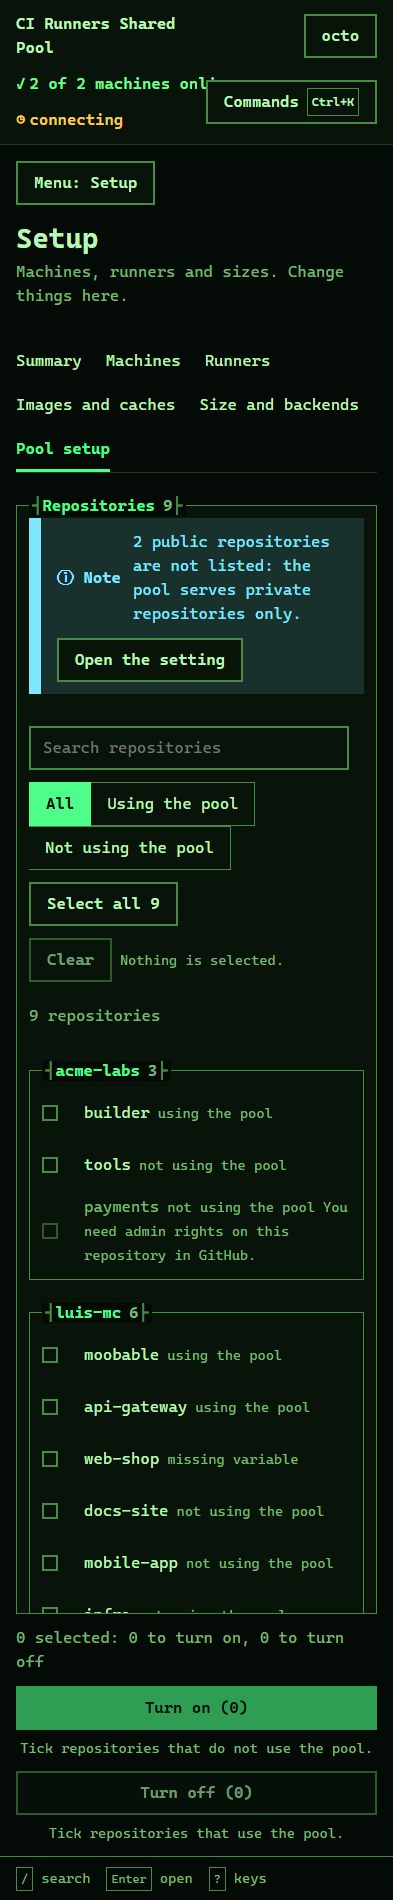 CI Runners Shared
Pool
octo
✓ 2 of 2 machines
Commands Ctrl+K
connecting
Menu: Setup
Setup
Machines, runners and sizes. Change
things here.
Summary Machines Runners
Images and caches Size and backends
Pool setup
Repositories 9
2 public repositories
are not listed: the
ⓘ Note
pool serves private
repositories only.
Open the setting
Search repositories
All Using the pool
Not using the pool
Select all 9
Clear Nothing is selected.
9 repositories
acme-labs 3
builder using the pool
tools not using the pool
payments not using the pool You
need admin rights on this
repository in GitHub.
luis-mc 6
moobable using the pool
api-gateway using the pool
web-shop missing variable
docs-site not using the pool
mobile-app not using the pool
0 selected: 0 to turn on, 0 to turn
off
Turn on (0)
Tick repositories that do not use the pool.
Turn off (0)
Tick repositories that use the pool.
/ search Enter open ? keys